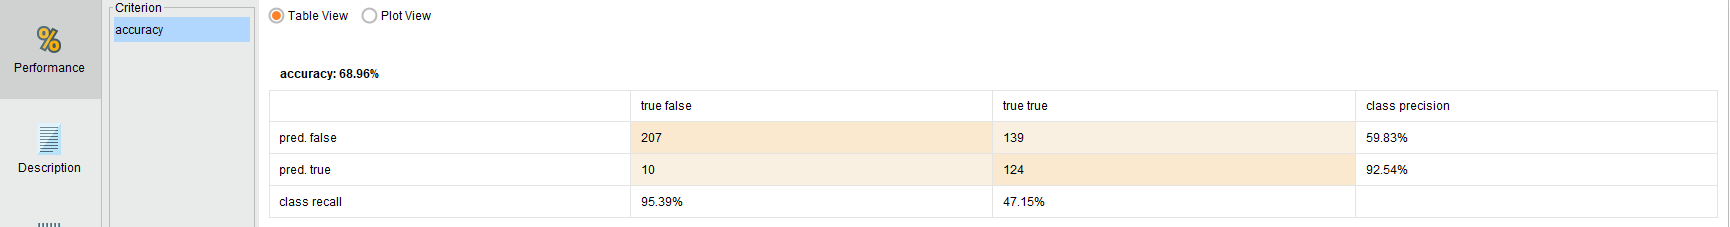 Criterion
accuracy
%
Performance
Description
Table View Plot View
accuracy: 68.96%
true false true true class precision
pred. false 207 139 59.83%
pred. true 10 124 92.54%
class recall 95.39% 47.15%